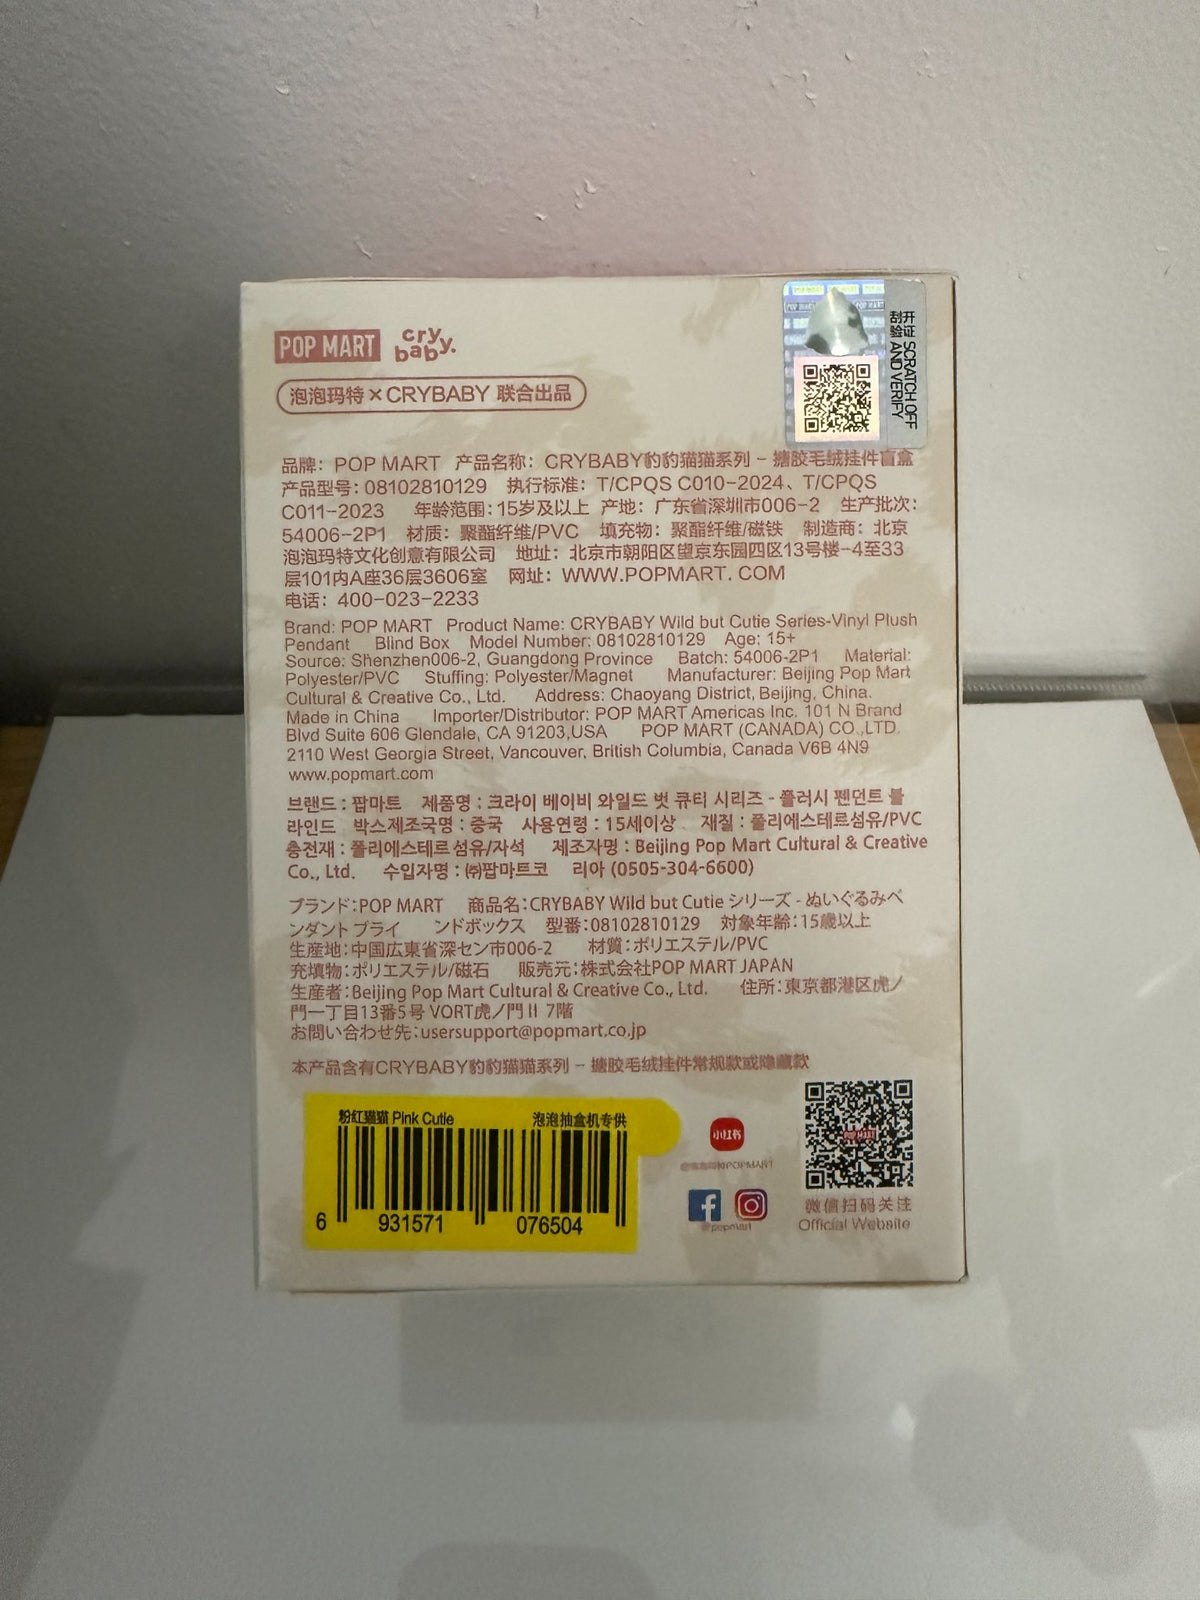 POP MART cry baby.
泡泡玛特×CRYBABY 联合出品
开证 SCRATCH OFF
刮验 AND VERIFY
品牌：POP MART 产品名称：CRYBABY豹豹猫猫系列 - 搪胶毛绒挂件盲盒
产品型号：08102810129 执行标准：T/CPQS C010-2024、T/CPQS
C011-2023 年龄范围：15岁及以上 产地：广东省深圳市006-2 生产批次：
54006-2P1 材质：聚酯纤维/PVC 填充物：聚酯纤维/磁铁 制造商：北京
泡泡玛特文化创意有限公司 地址：北京市朝阳区望京东园四区13号楼-4至33
层101内A座36层3606室 网址：WWW.POPMART. COM
电话：400-023-2233
Brand: POP MART Product Name: CRYBABY Wild but Cutie Series-Vinyl Plush
Pendant Blind Box Model Number: 08102810129 Age: 15+
Source: Shenzhen006-2, Guangdong Province Batch: 54006-2P1 Material:
Polyester/PVC Stuffing: Polyester/Magnet Manufacturer: Beijing Pop Mart
Cultural & Creative Co., Ltd. Address: Chaoyang District, Beijing, China.
Made in China Importer/Distributor: POP MART Americas Inc. 101 N Brand
Blvd Suite 606 Glendale, CA 91203,USA POP MART (CANADA) CO.,LTD.
2110 West Georgia Street, Vancouver, British Columbia, Canada V6B 4N9
www.popmart.com
브랜드 : 팝마트 제품명 : 크라이 베이비 와일드 벗 큐티 시리즈 - 플러시 펜던트 블
라인드 박스제조국명 : 중국 사용연령 : 15세이상 재질 : 폴리에스테르섬유/PVC
충전재 : 폴리에스테르섬유/자석 제조자명 : Beijing Pop Mart Cultural & Creative
Co., Ltd. 수입자명 : ㈜팝마트코 리아 (0505-304-6600)
ブランド:POP MART 商品名:CRYBABY Wild but Cutie シリーズ - ぬいぐるみペ
ンダント ブライ ンドボックス 型番:08102810129 対象年齢:15歳以上
生産地:中国広東省深セン市006-2 材質:ポリエステル/PVC
充填物:ポリエステル/磁石 販売元:株式会社POP MART JAPAN
生産者:Beijing Pop Mart Cultural & Creative Co., Ltd. 住所:東京都港区虎ノ
門一丁目13番5号 VORT虎ノ門Ⅱ 7階
お問い合わせ先:usersupport@popmart.co.jp
本产品含有CRYBABY豹豹猫猫系列 - 搪胶毛绒挂件常规款或隐藏款
粉红猫猫 Pink Cutie 泡泡抽盒机专供
6 931571 076504
小红书
@泡泡玛特POPMART
@popmart
POP MART
微信扫码关注
Official Website